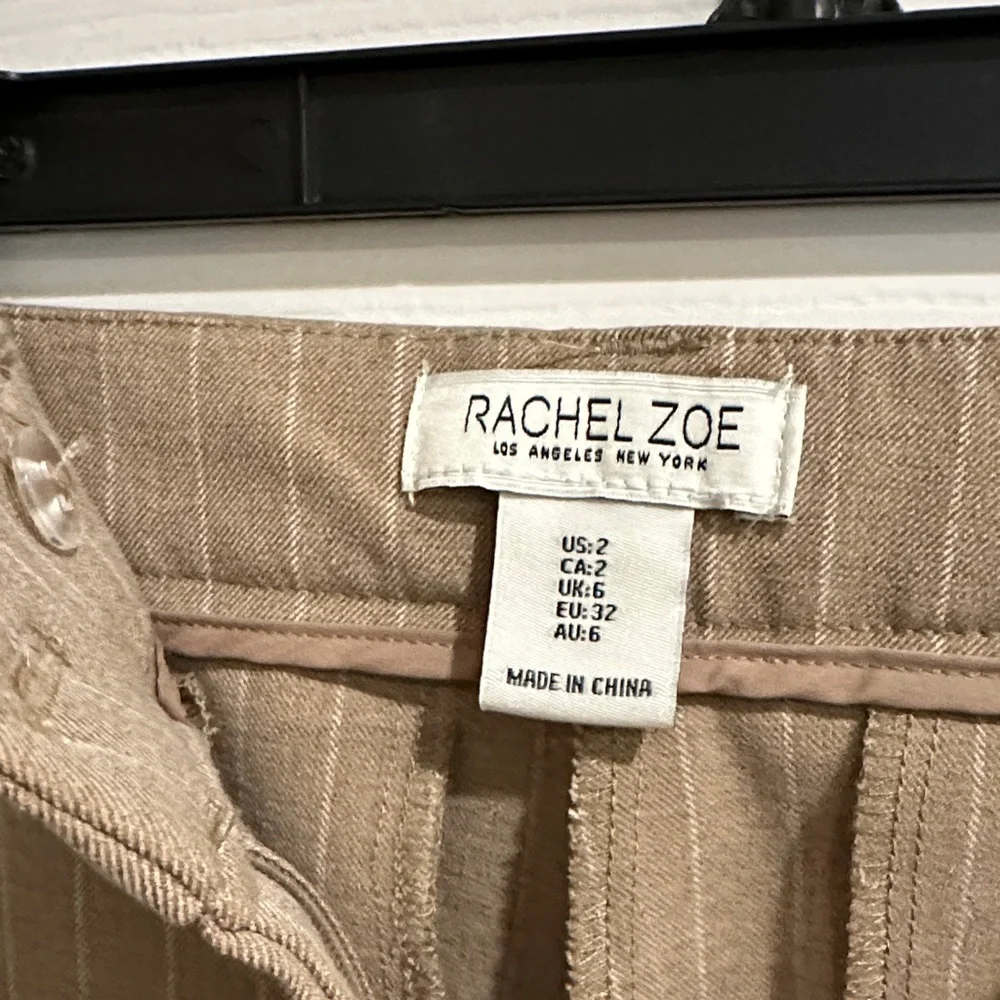 RACHEL ZOE
LOS ANGELES NEW YORK
US:2
CA:2
UK:6
EU:32
AU:6
MADE IN CHINA